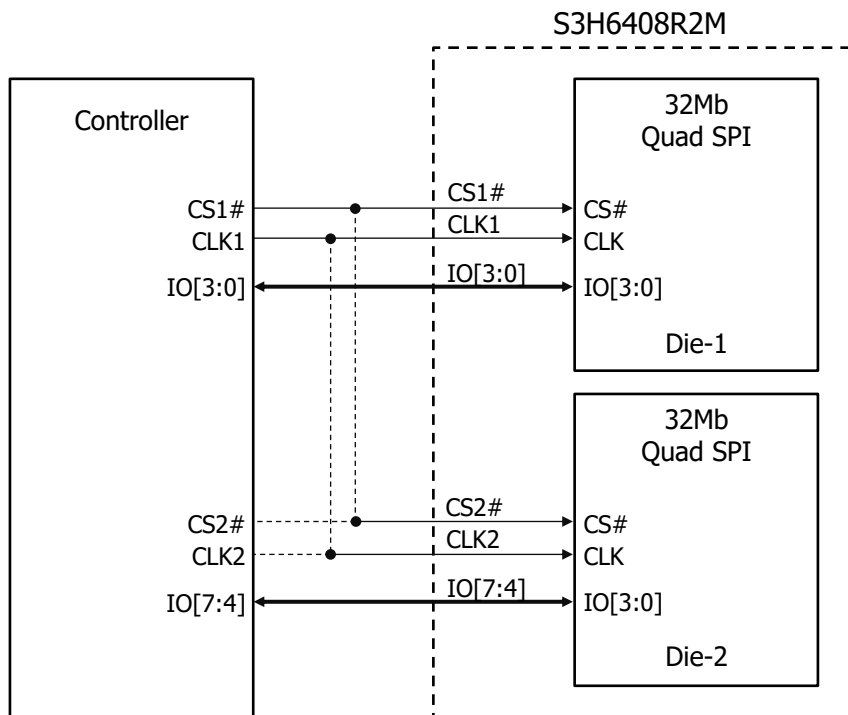 S3H6408R2M
Controller
32Mb
Quad SPI
CS1#
CS1#
CS#
CLK1
CLK1
CLK
IO[3:0]
IO[3:0]
IO[3:0]
Die-1
32Mb
Quad SPI
CS2#
CS2#
CS#
CLK2
CLK2
CLK
IO[7:4]
IO[7:4]
IO[3:0]
Die-2